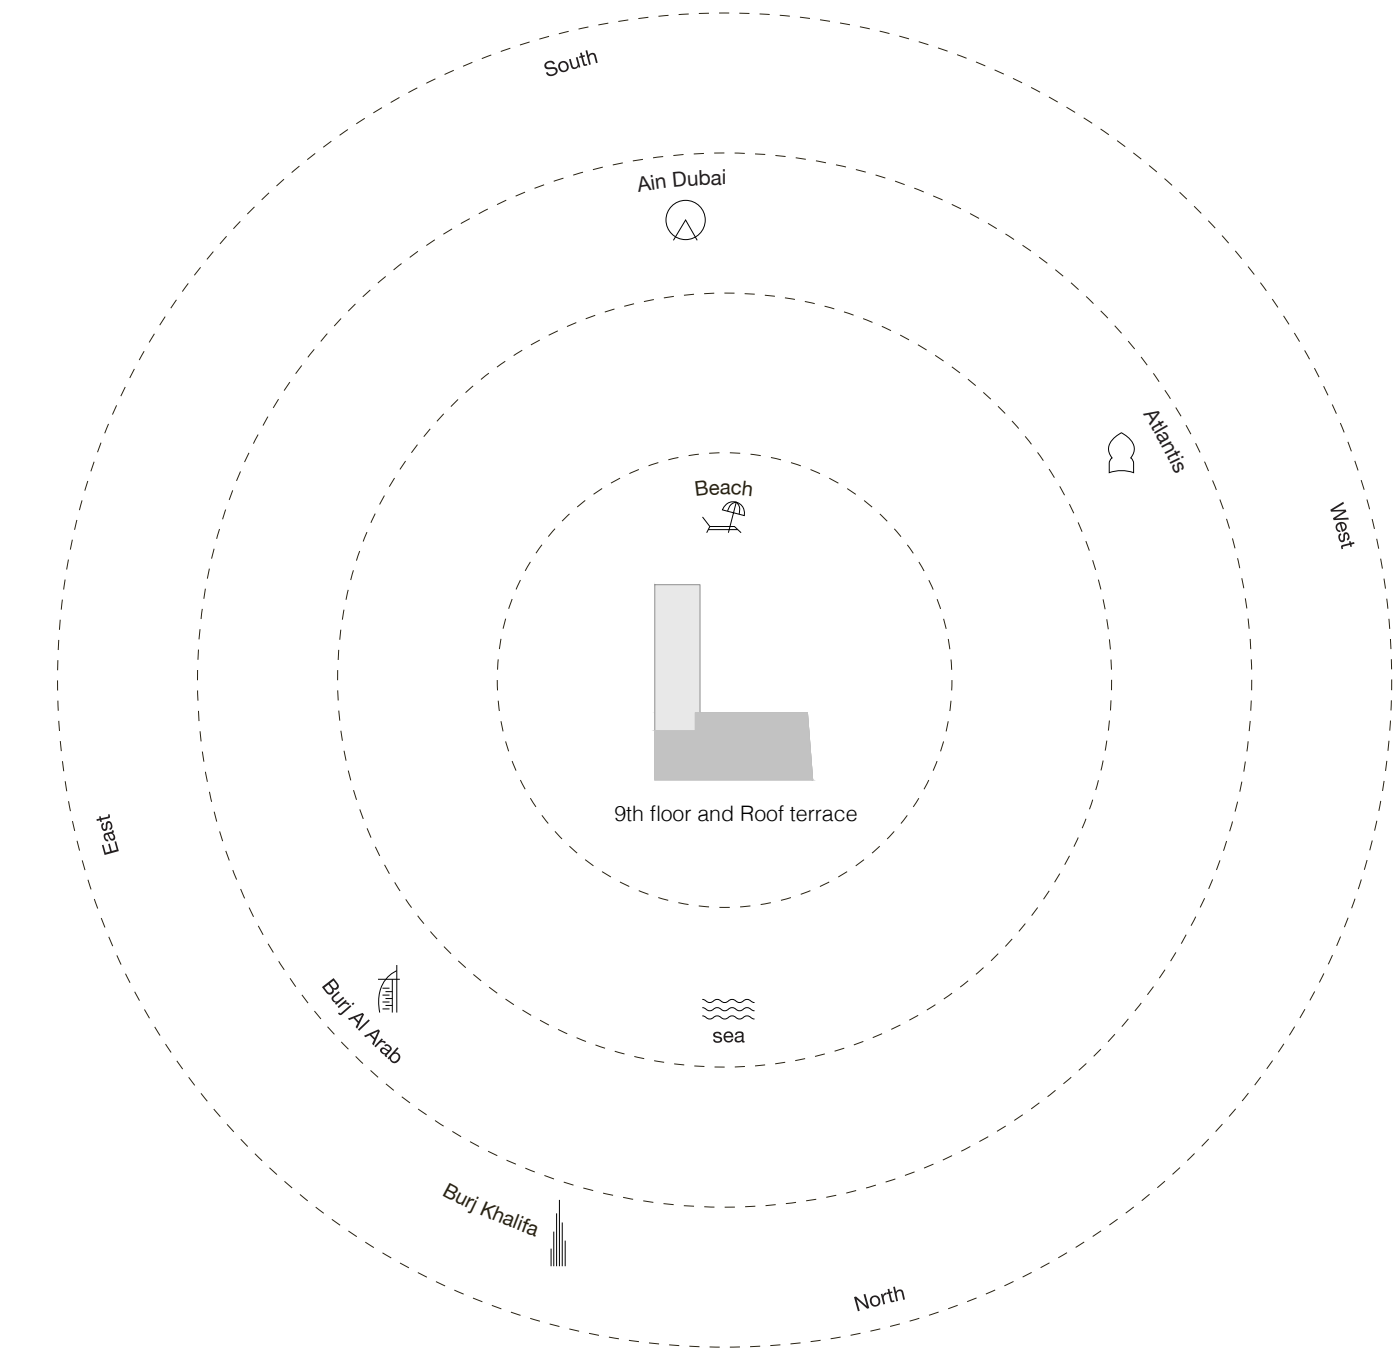 South
Ain Dubai
Atlantis
Beach
West
9th floor and Roof terrace
East
Burj Al Arab
sea
Burj Khalifa
North